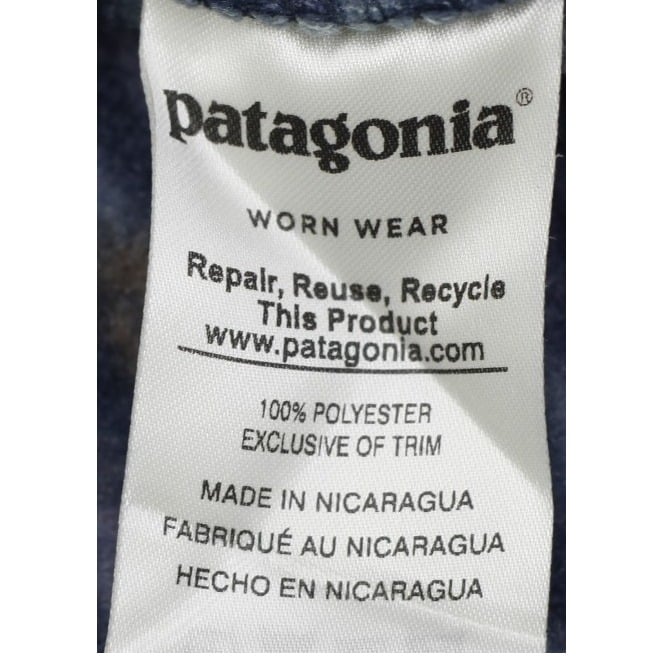 patagonia®
WORN WEAR
Repair, Reuse, Recycle
This Product
www.patagonia.com
100% POLYESTER
EXCLUSIVE OF TRIM
MADE IN NICARAGUA
FABRIQUÉ AU NICARAGUA
HECHO EN NICARAGUA